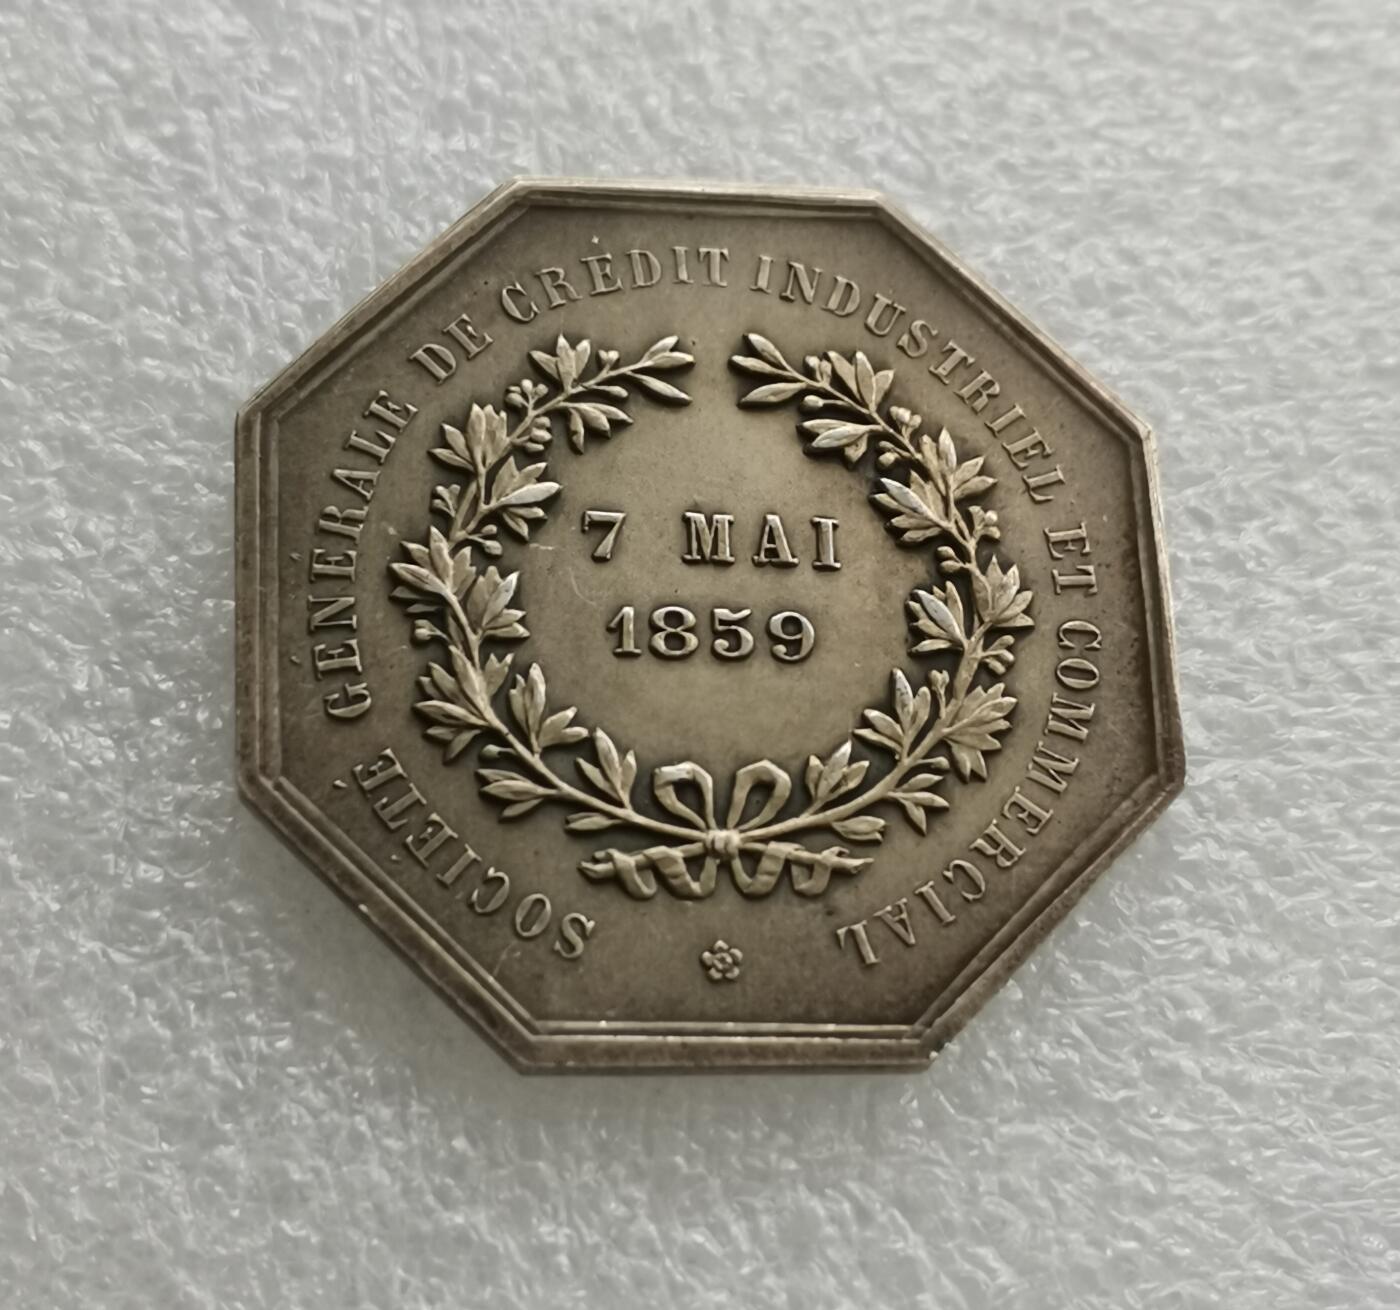 SOCIÉTÉ GÉNÉRALE DE CRÉDIT INDUSTRIEL ET COMMERCIAL
7 MAI
1859